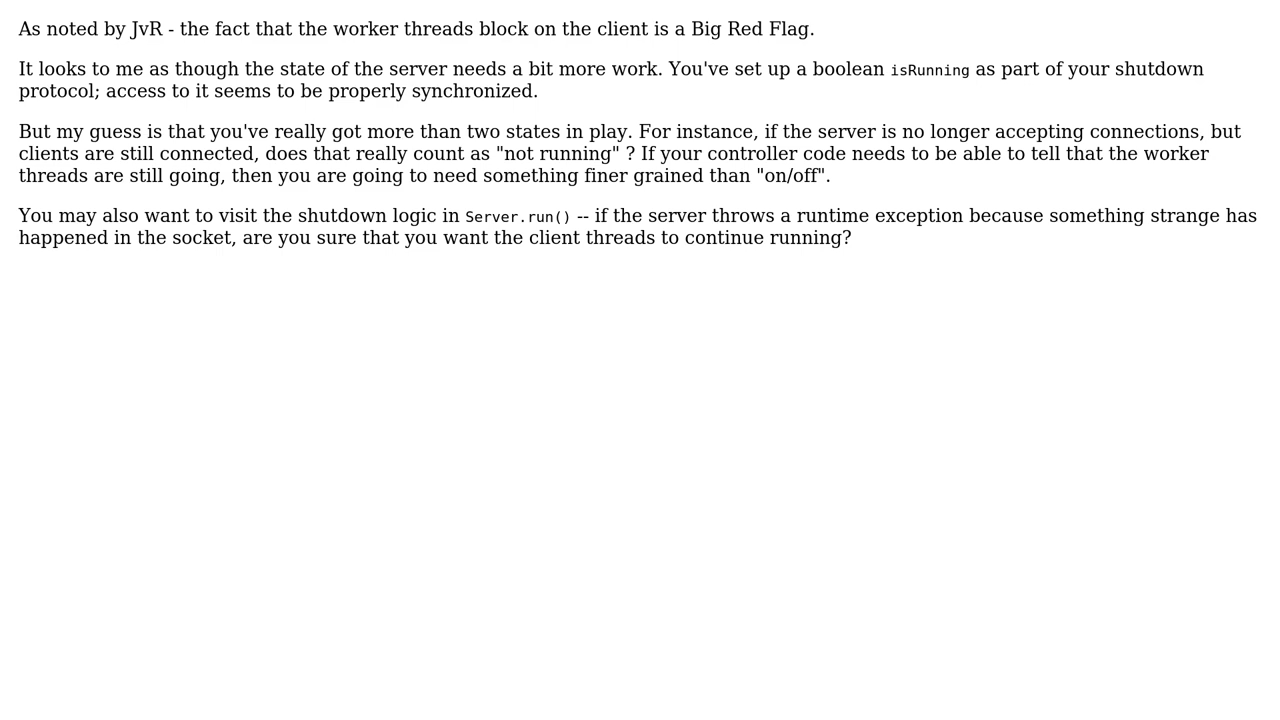 As noted by JvR - the fact that the worker threads block on the client is a Big Red Flag.
It looks to me as though the state of the server needs a bit more work. You've set up a boolean isRunning as part of your shutdown
protocol; access to it seems to be properly synchronized.
But my guess is that you've really got more than two states in play. For instance, if the server is no longer accepting connections, but
clients are still connected, does that really count as "not running" ? If your controller code needs to be able to tell that the worker
threads are still going, then you are going to need something finer grained than "on/off".
You may also want to visit the shutdown logic in Server.run() -- if the server throws a runtime exception because something strange has
happened in the socket, are you sure that you want the client threads to continue running?